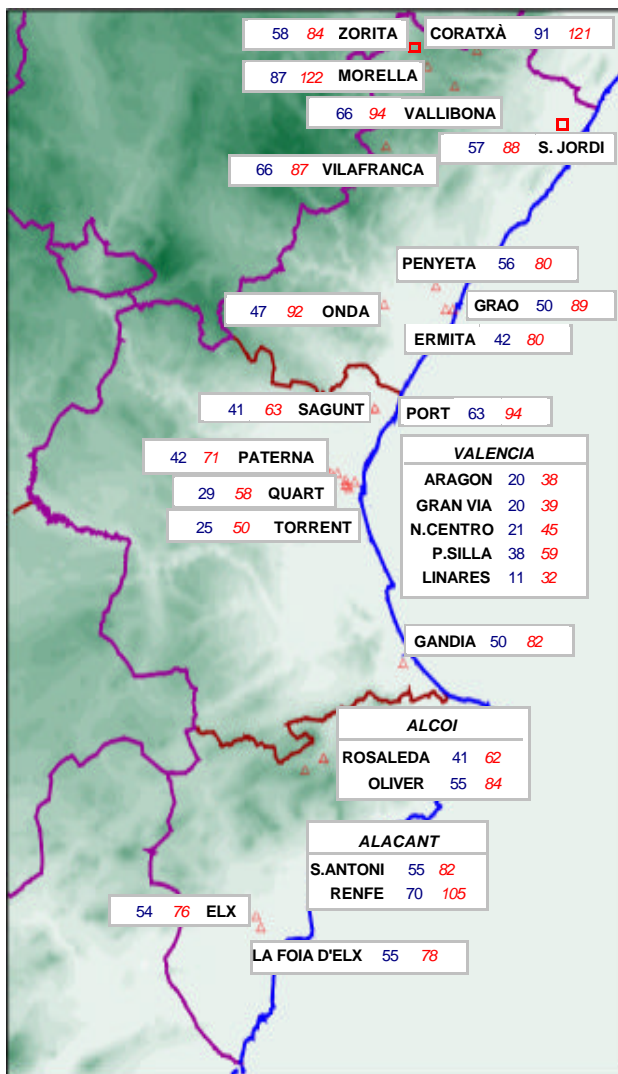 58 84 ZORITA
CORATXÀ 91 121
87 122 MORELLA
66 94 VALLIBONA
57 88 S. JORDI
66 87 VILAFRANCA
PENYETA 56 80
47 92 ONDA
GRAO 50 89
ERMITA 42 80
41 63 SAGUNT
PORT 63 94
42 71 PATERNA
29 58 QUART
25 50 TORRENT
VALENCIA
ARAGON 20 38
GRAN VIA 20 39
N.CENTRO 21 45
P.SILLA 38 59
LINARES 11 32
GANDIA 50 82
ALCOI
ROSALEDA 41 62
OLIVER 55 84
ALACANT
S.ANTONI 55 82
RENFE 70 105
54 76 ELX
LA FOIA D'ELX 55 78